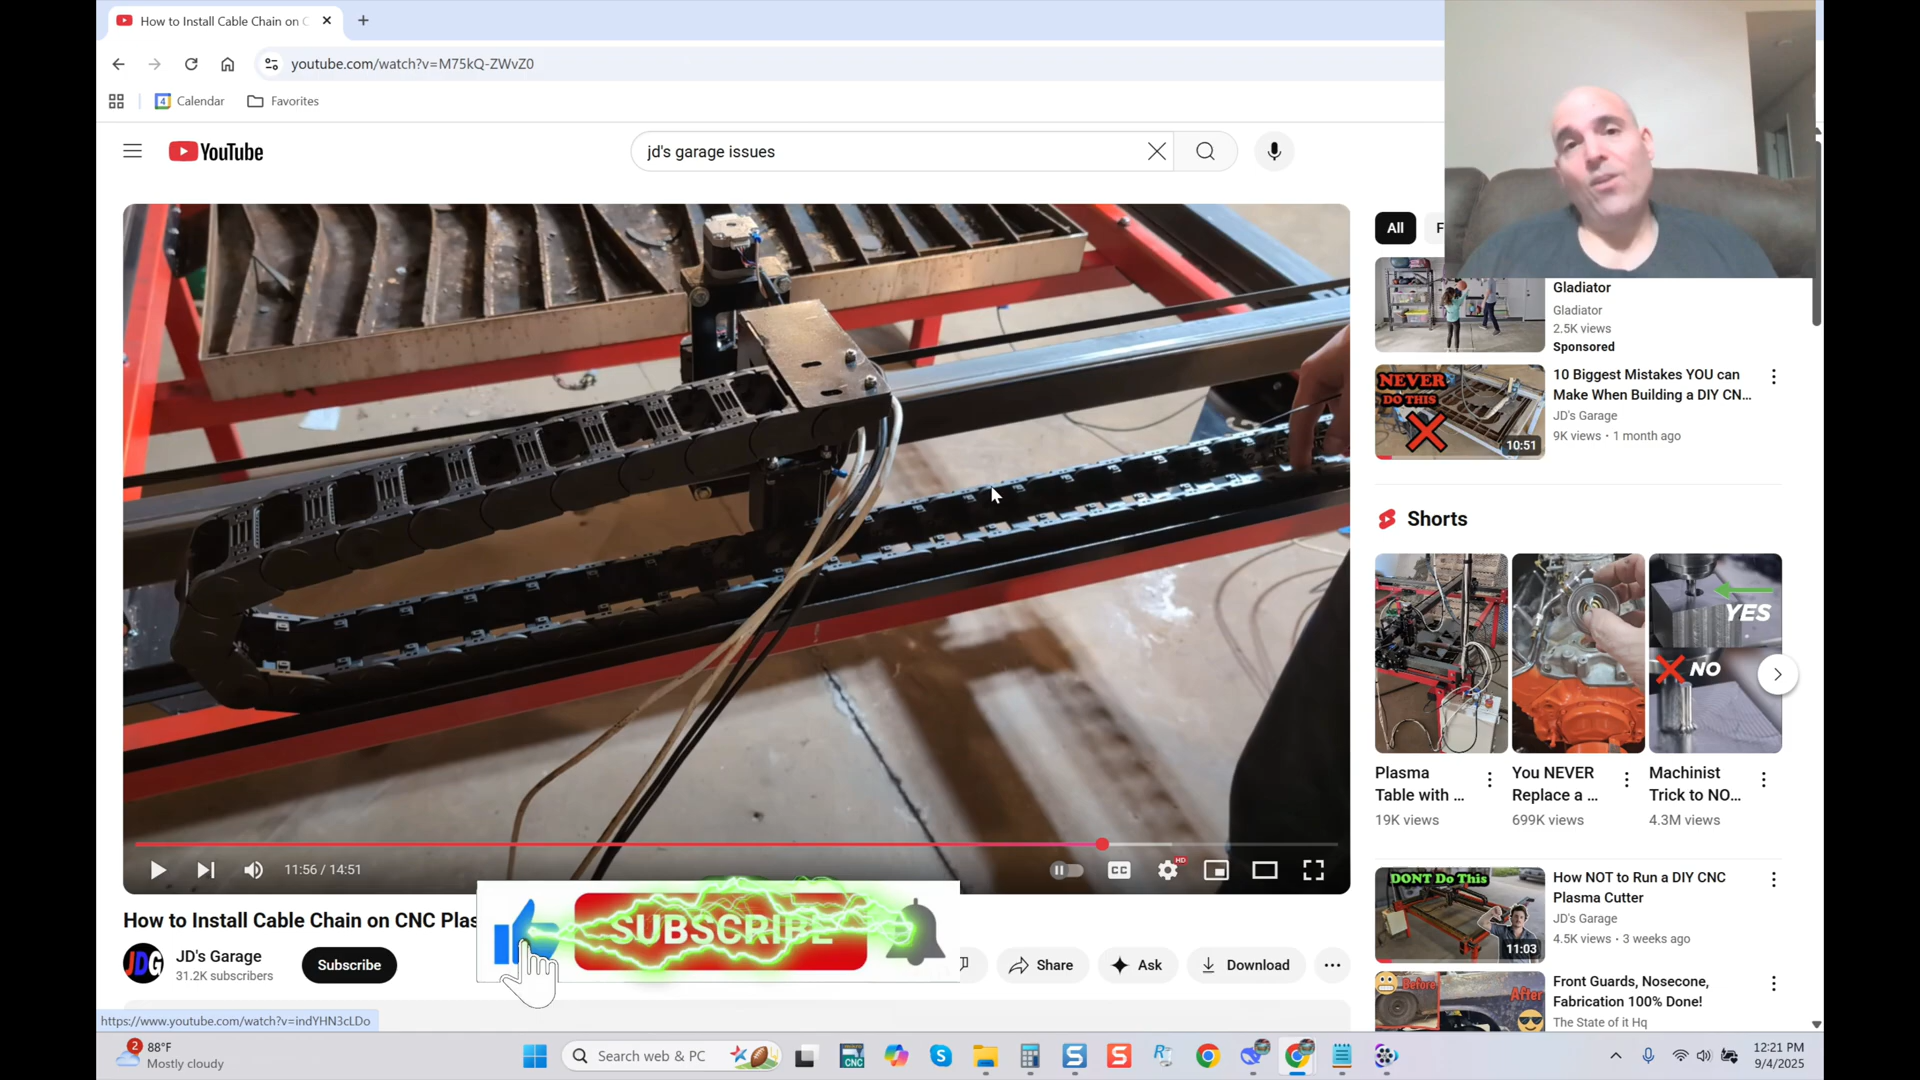 How to Install Cable Chain on C
youtube.com/watch?v=M75kQ-ZWvZ0
4
Calendar
Favorites
YouTube
jd's garage issues
All
F
Gladiator
Gladiator
2.5K views
Sponsored
NEVER
DO THIS
10:51
10 Biggest Mistakes YOU can
Make When Building a DIY CN...
JD's Garage
9K views • 1 month ago
Shorts
YES
NO
Plasma
Table with ...
19K views
You NEVER
Replace a ...
699K views
Machinist
Trick to NO...
4.3M views
11:56 / 14:51
CC
HD
How to Install Cable Chain on CNC Plas
JDG
JD's Garage
31.2K subscribers
Subscribe
SUBSCRIBE
Share
Ask
Download
DONT Do This
11:03
How NOT to Run a DIY CNC
Plasma Cutter
JD's Garage
4.5K views • 3 weeks ago
Before
After
Front Guards, Nosecone,
Fabrication 100% Done!
The State of it Hq
https://www.youtube.com/watch?v=indYHN3cLDo
2
88°F
Mostly cloudy
Search web & PC
CNC
S
S
S
R
12:21 PM
9/4/2025